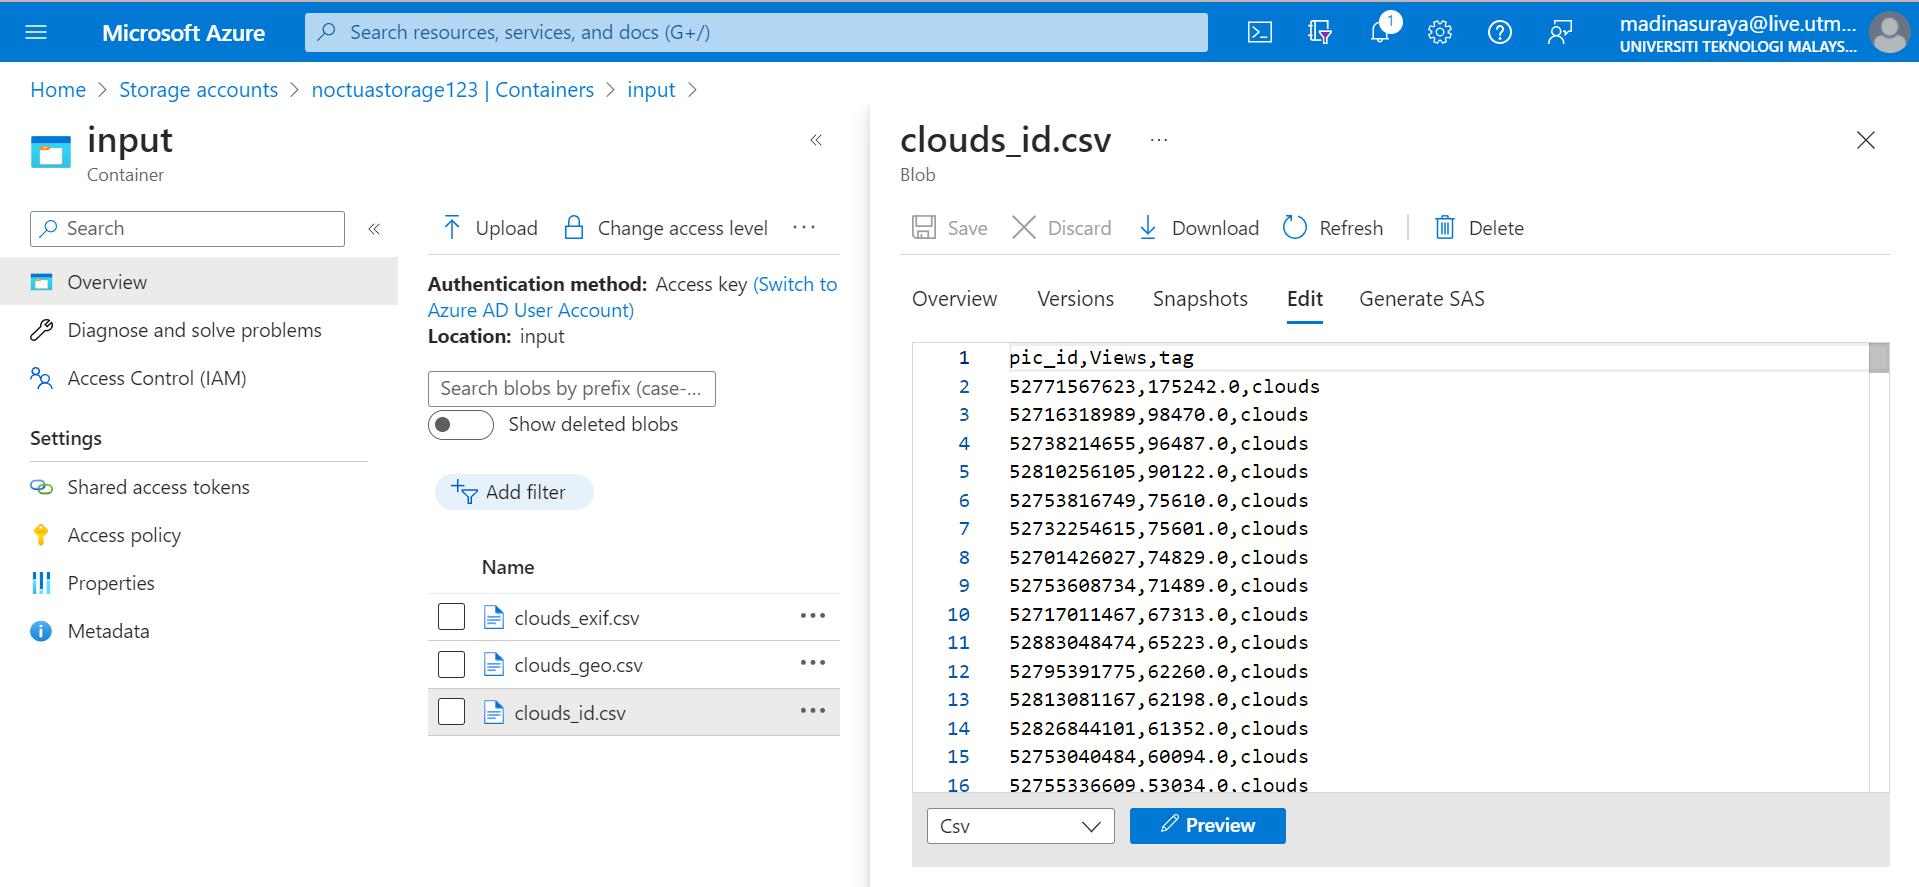 Microsoft Azure
Search resources, services, and docs (G+/)
1
madinasuraya@live.utm...
UNIVERSITI TEKNOLOGI MALAYS...
Home > Storage accounts > noctuastorage123 | Containers > input >
input
Container
«
Search
«
Overview
Diagnose and solve problems
Access Control (IAM)
Settings
Shared access tokens
Access policy
Properties
Metadata
Upload Change access level ...
Authentication method: Access key (Switch to
Azure AD User Account)
Location: input
Search blobs by prefix (case-...
Show deleted blobs
Add filter
Name
clouds_exif.csv ...
clouds_geo.csv ...
clouds_id.csv ...
clouds_id.csv ...
Blob
Save Discard Download Refresh | Delete
Overview Versions Snapshots Edit Generate SAS
1 pic_id,Views,tag
2 52771567623,175242.0,clouds
3 52716318989,98470.0,clouds
4 52738214655,96487.0,clouds
5 52810256105,90122.0,clouds
6 52753816749,75610.0,clouds
7 52732254615,75601.0,clouds
8 52701426027,74829.0,clouds
9 52753608734,71489.0,clouds
10 52717011467,67313.0,clouds
11 52883048474,65223.0,clouds
12 52795391775,62260.0,clouds
13 52813081167,62198.0,clouds
14 52826844101,61352.0,clouds
15 52753040484,60094.0,clouds
16 52755336609,53034.0,clouds
Csv
Preview